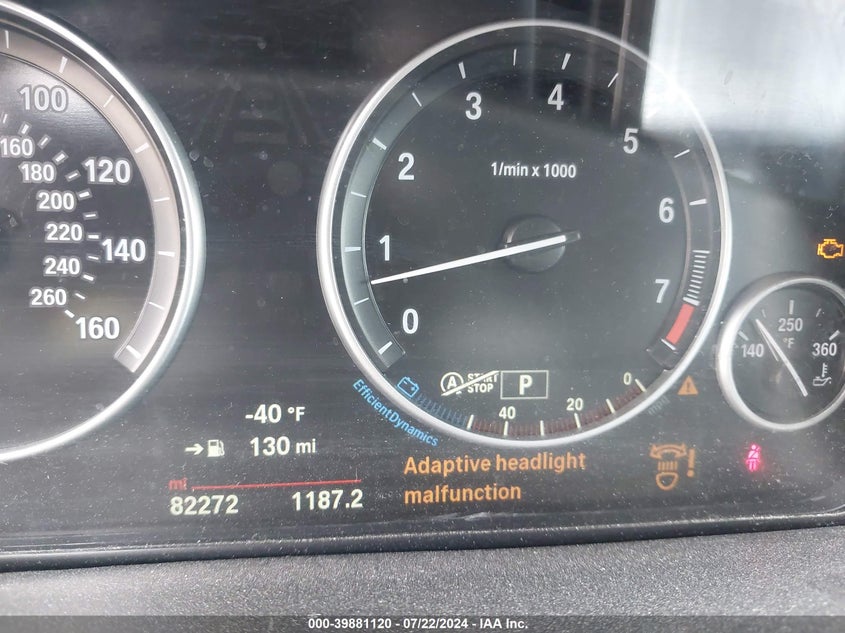 100
160
120
180
200
220
140
240
260
160
3
4
5
2
1/min x 1000
1
6
7
0
250
°F
140
360
A START STOP
P
0
20
40
EfficientDynamics
-40 °F
130 mi
mi
82272
1187.2
Adaptive headlight
malfunction
!
000-39881120 - 07/22/2024 - IAA Inc.